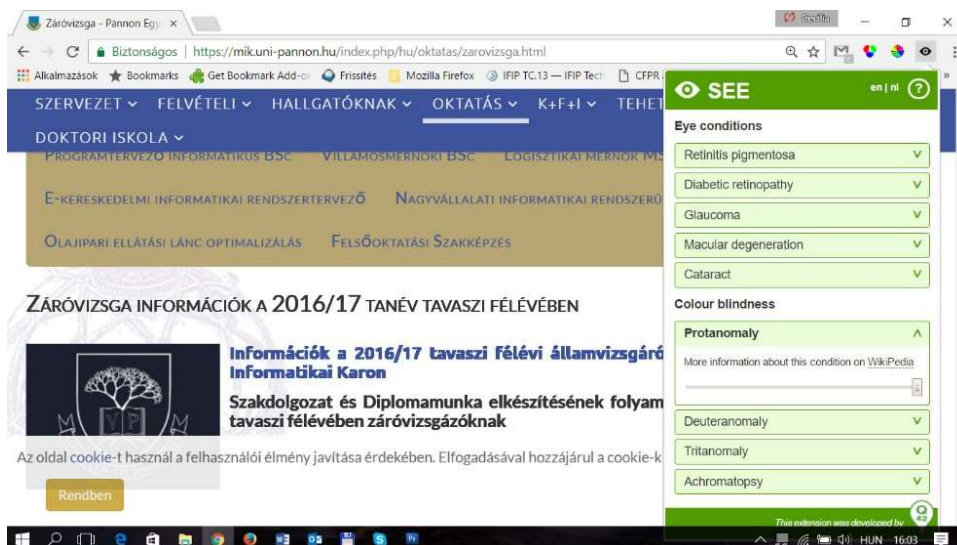 Záróvizsga - Pannon Egy
Cecília
Biztonságos | https://mik.uni-pannon.hu/index.php/hu/oktatas/zarovizsga.html
Alkalmazások Bookmarks Get Bookmark Add-o Frissítés Mozilla Firefox IFIP TC.13 — IFIP Tech CFPR
SZERVEZET FELVÉTELI HALLGATÓKNAK OKTATÁS K+F+I TEHET
DOKTORI ISKOLA
PROGRAMTERVEZŐ INFORMATIKUS BSC VILLAMOSMÉRNÖKI BSC LOGISZTIKAI MÉRNÖK MS
E-KERESKEDELMI INFORMATIKAI RENDSZERTERVEZŐ NAGYVÁLLALATI INFORMATIKAI RENDSZERÜ
OLAJIPARI ELLÁTÁSI LÁNC OPTIMALIZÁLÁS FELSŐOKTATÁSI SZAKKÉPZÉS
ZÁRÓVIZSGA INFORMÁCIÓK A 2016/17 TANÉV TAVASZI FÉLÉVÉBEN
Információk a 2016/17 tavaszi félévi államvizsgáró
Informatikai Karon
Szakdolgozat és Diplomamunka elkészítésének folyam
tavaszi félévében záróvizsgázóknak
M VP M
Az oldal cookie-t használ a felhasználói élmény javítása érdekében. Elfogadásával hozzájárul a cookie-k
Rendben
SEE
en | nl ?
Eye conditions
Retinitis pigmentosa
Diabetic retinopathy
Glaucoma
Macular degeneration
Cataract
Colour blindness
Protanomaly
More information about this condition on WikiPedia
Deuteranomaly
Tritanomaly
Achromatopsy
This extension was developed by
Q42
HUN 16:03